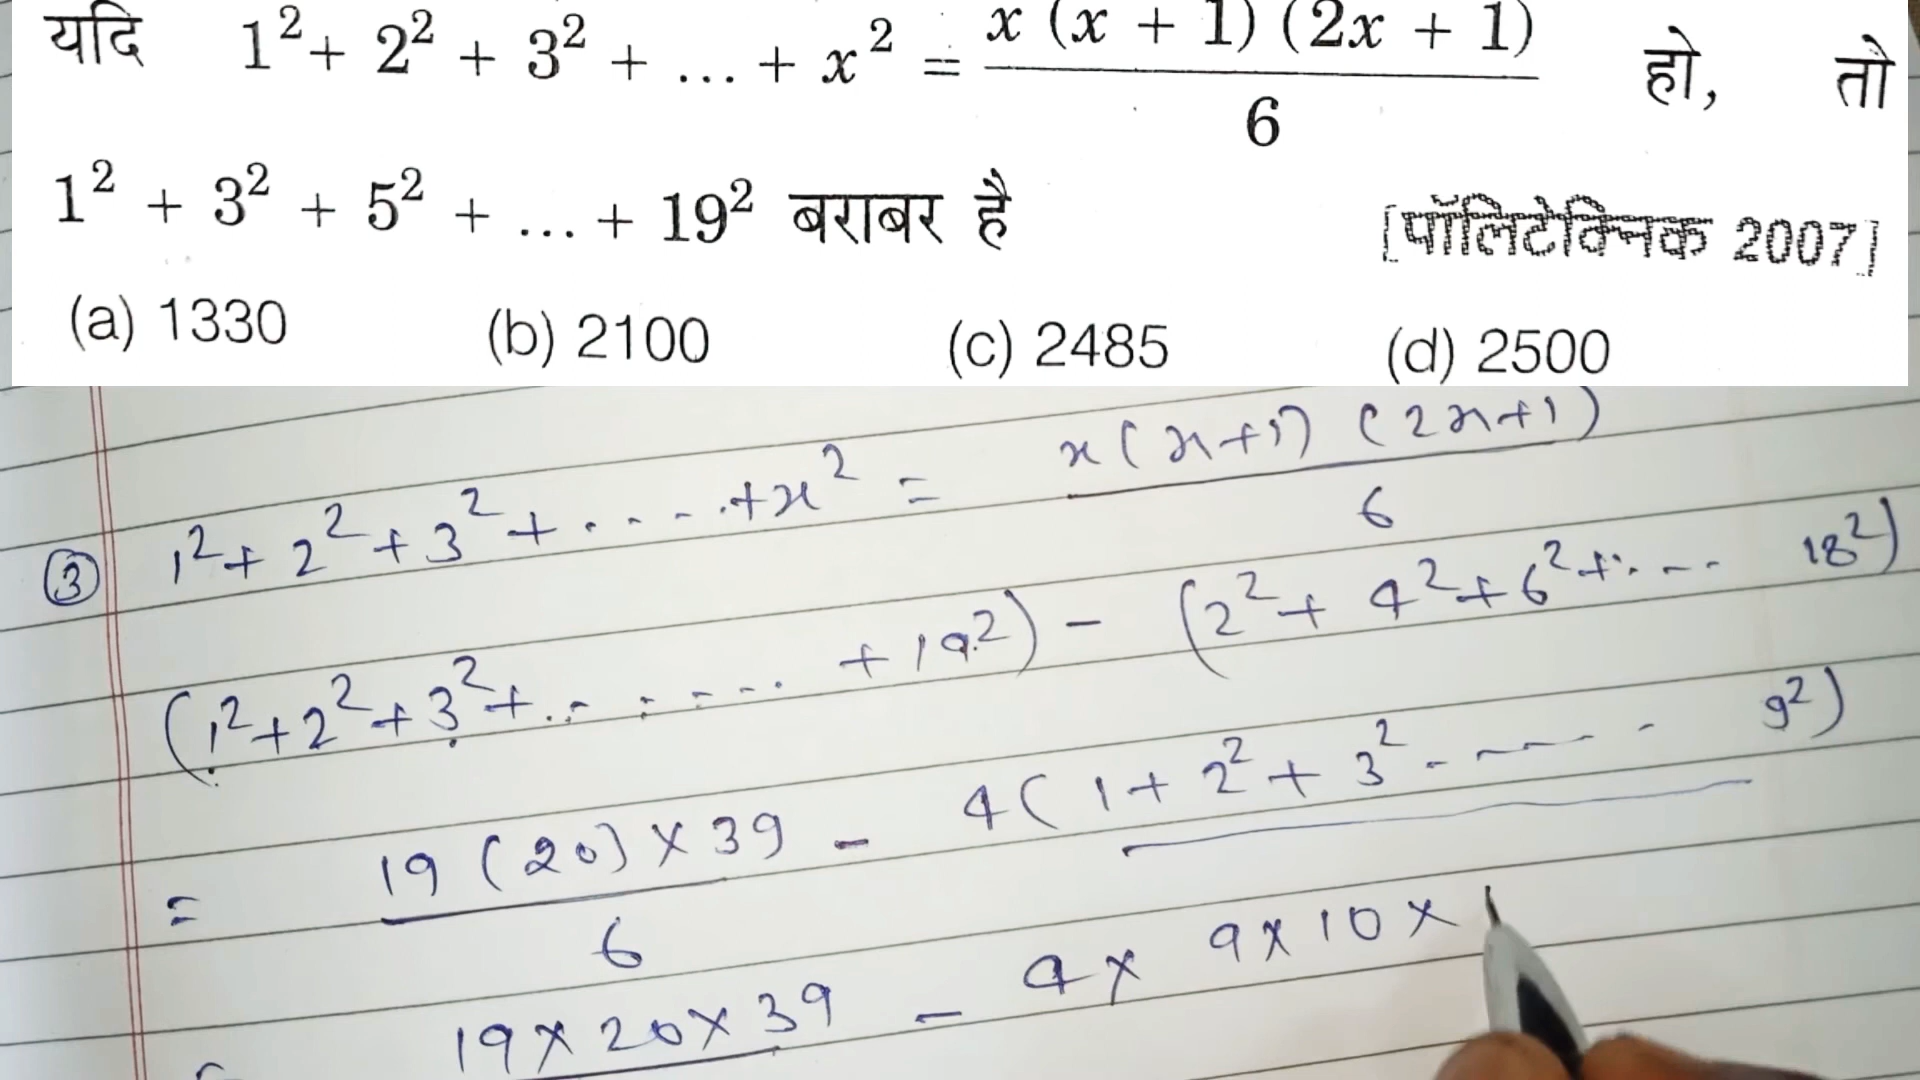 यदि 1² + 2² + 3² + ... + x² = x (x + 1) (2x + 1) / 6 हो, तो
1² + 3² + 5² + ... + 19² बराबर है [पॉलिटेक्निक 2007]
(a) 1330 (b) 2100 (c) 2485 (d) 2500
③ 1² + 2² + 3² + ..... + x² = x(x+1) (2x+1) / 6
(1² + 2² + 3² + ........ + 19²) - (2² + 4² + 6² + .... 18²)
= 19 (20) × 39 / 6 - 4(1 + 2² + 3² ------ 9²)
19 × 20 × 39 - 4 × 9 × 10 ×